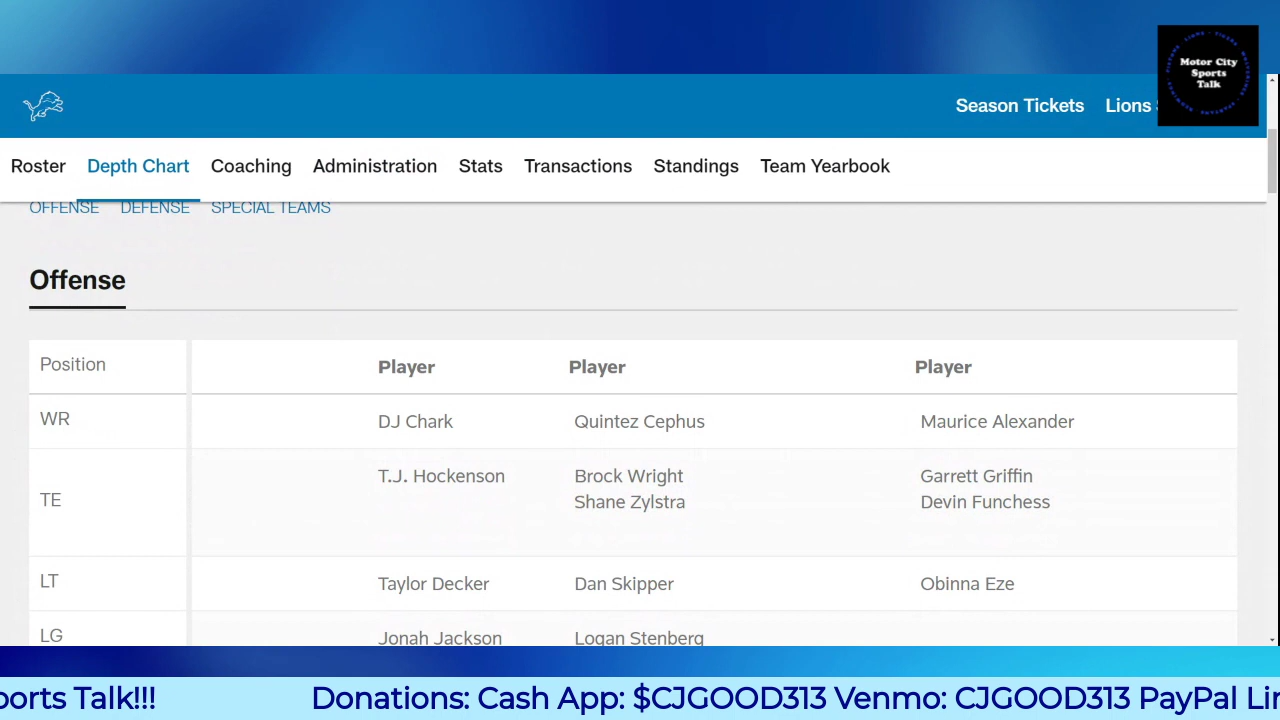 Motor City
Sports
Talk
Season Tickets Lions
Roster Depth Chart Coaching Administration Stats Transactions Standings Team Yearbook
OFFENSE DEFENSE SPECIAL TEAMS
Offense
Position Player Player Player
WR DJ Chark Quintez Cephus Maurice Alexander
TE T.J. Hockenson Brock Wright Garrett Griffin
Shane Zylstra Devin Funchess
LT Taylor Decker Dan Skipper Obinna Eze
LG Jonah Jackson Logan Stenberg
ports Talk!!! Donations: Cash App: $CJGOOD313 Venmo: CJGOOD313 PayPal Lin